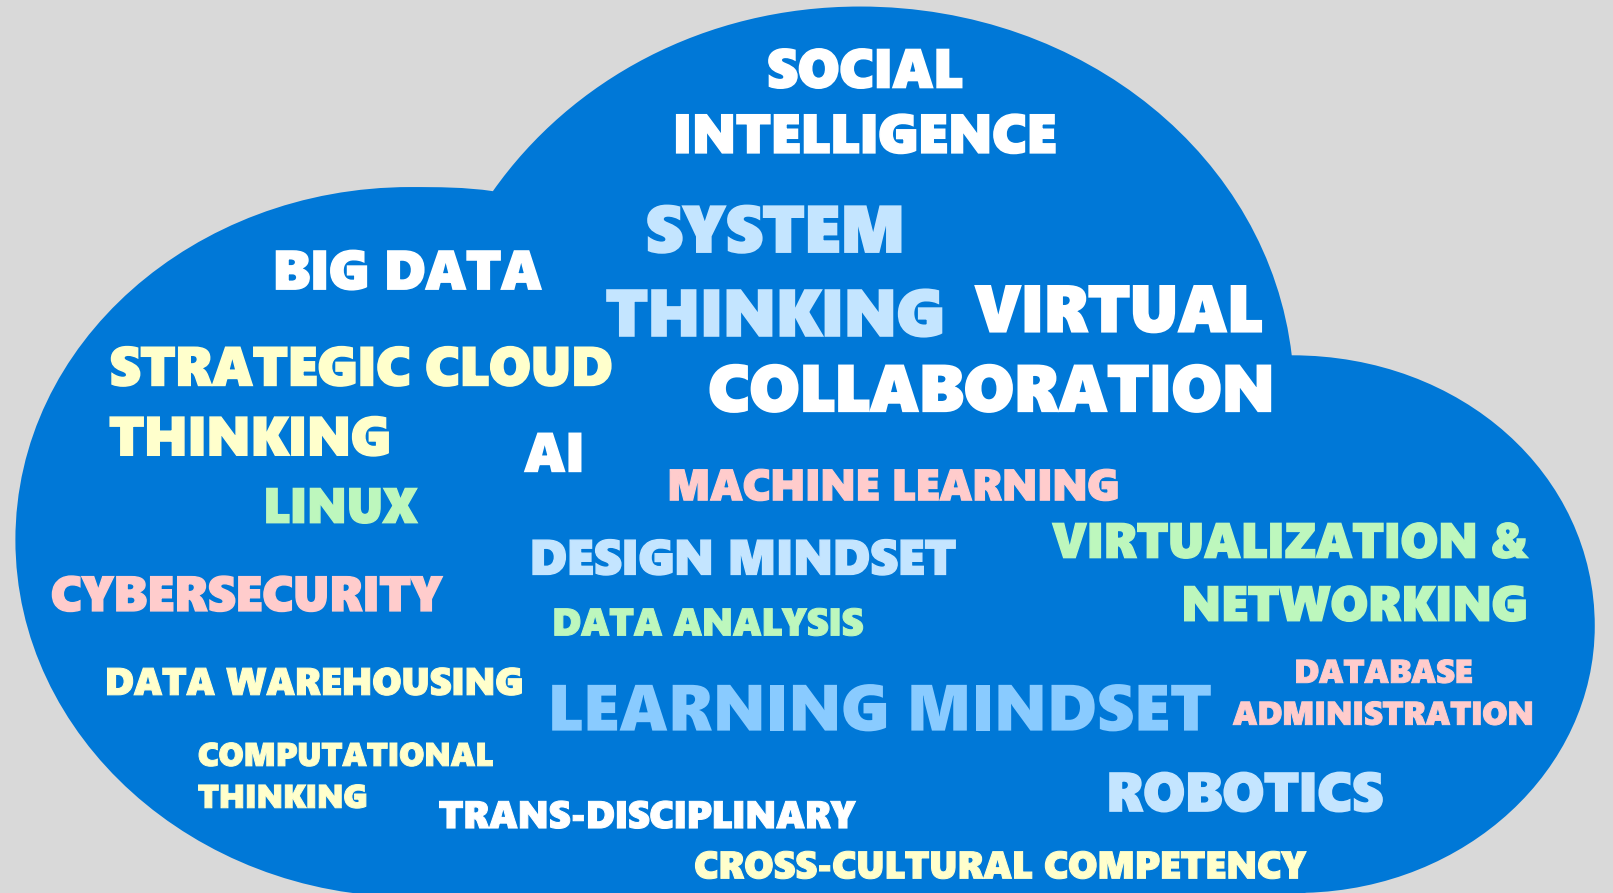 SOCIAL
INTELLIGENCE
SYSTEM
THINKING
BIG DATA
VIRTUAL
COLLABORATION
STRATEGIC CLOUD
THINKING
AI
MACHINE LEARNING
LINUX
VIRTUALIZATION &
NETWORKING
DESIGN MINDSET
CYBERSECURITY
DATA ANALYSIS
DATA WAREHOUSING
LEARNING MINDSET
DATABASE
ADMINISTRATION
COMPUTATIONAL
THINKING
ROBOTICS
TRANS-DISCIPLINARY
CROSS-CULTURAL COMPETENCY